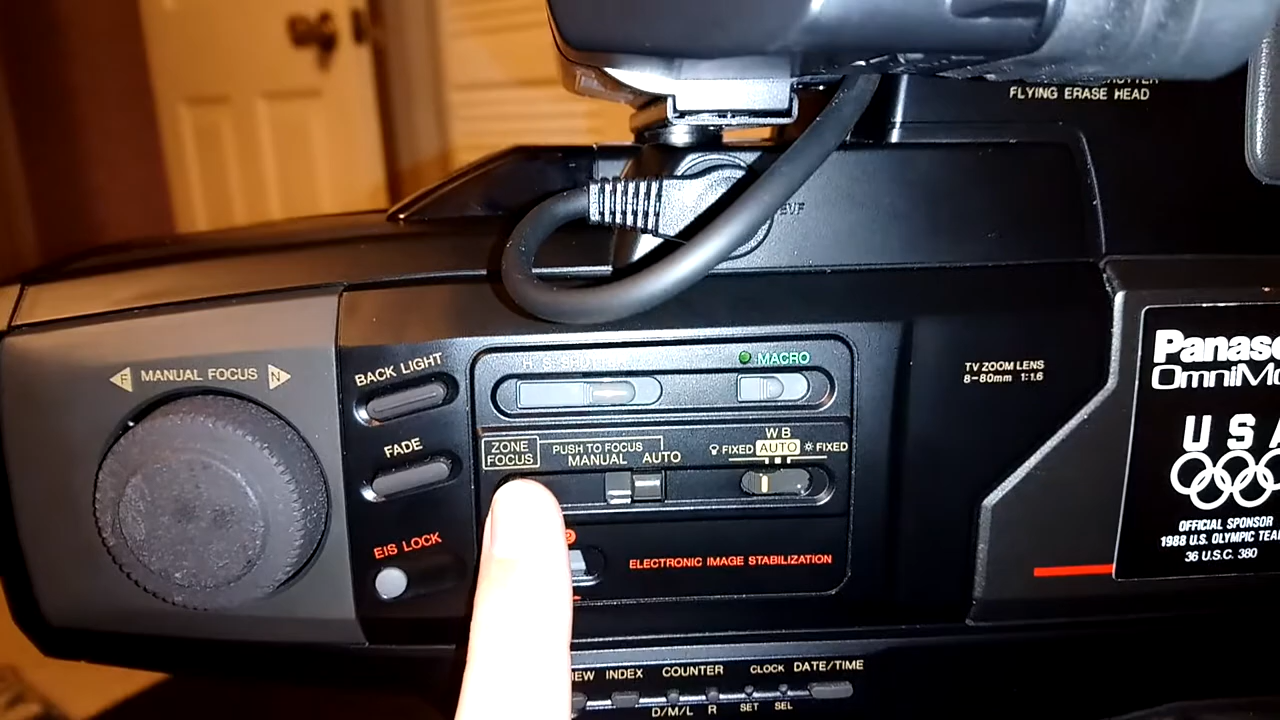 FLYING ERASE HEAD
EVF
F MANUAL FOCUS N
BACK LIGHT
MACRO
TV ZOOM LENS
8-80mm 1:1.6
FADE
ZONE
FOCUS
PUSH TO FOCUS
MANUAL AUTO
W B
FIXED AUTO FIXED
EIS LOCK
ELECTRONIC IMAGE STABILIZATION
INDEX COUNTER CLOCK DATE/TIME
D/M/L R SET SEL
USA
OFFICIAL SPONSOR
1988 U.S. OLYMPIC
36 U.S.C. 380